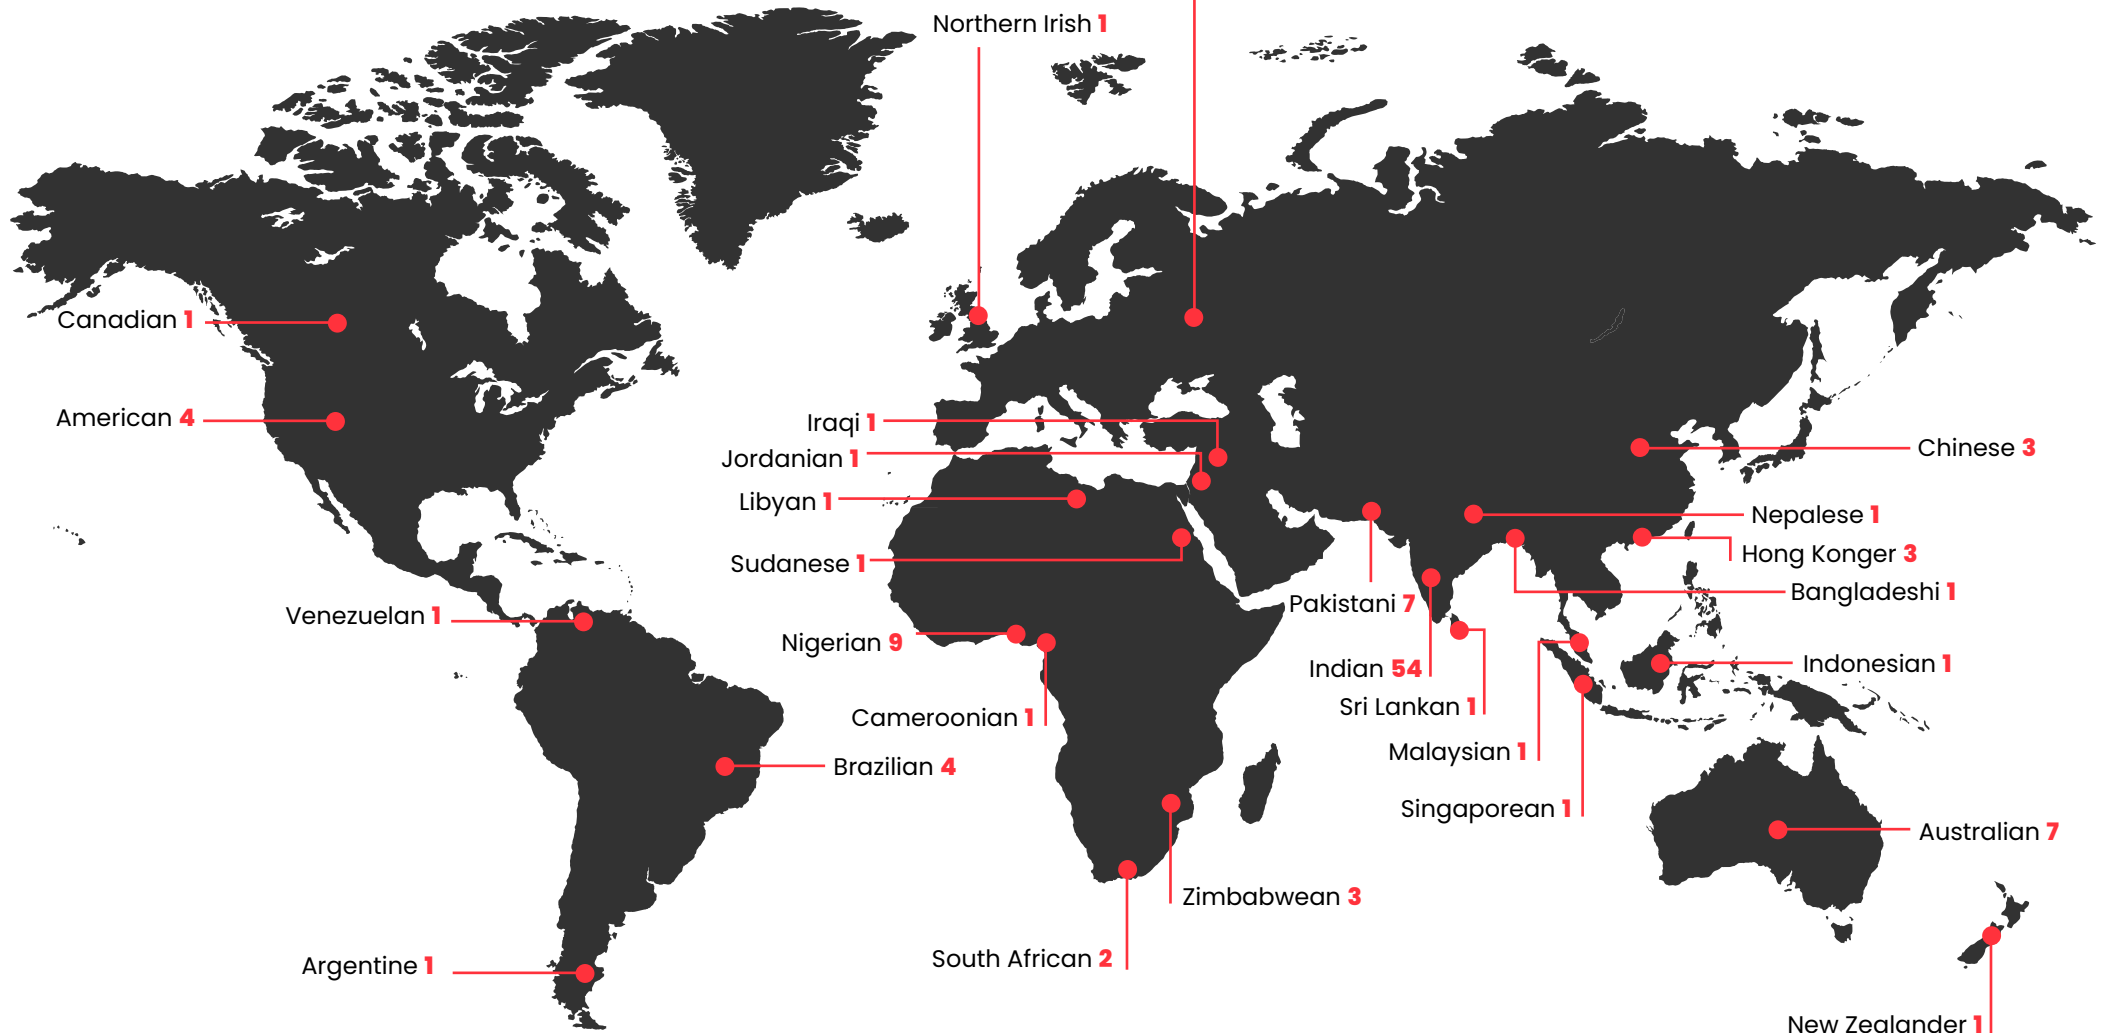 Northern Irish 1
Canadian 1
American 4
Iraqi 1
Jordanian 1
Chinese 3
Libyan 1
Nepalese 1
Sudanese 1
Hong Konger 3
Bangladeshi 1
Pakistani 7
Venezuelan 1
Nigerian 9
Indian 54
Indonesian 1
Sri Lankan 1
Cameroonian 1
Malaysian 1
Brazilian 4
Singaporean 1
Australian 7
Zimbabwean 3
South African 2
Argentine 1
New Zealander 1